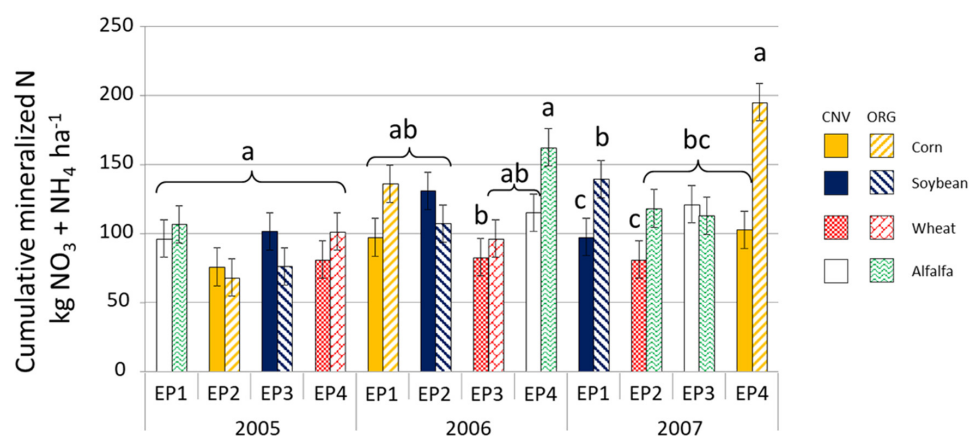 Cumulative mineralized N
kg NO₃ + NH₄ ha⁻¹
250
200
150
100
50
0
a
ab
b
ab
a
c
b
c
bc
a
EP1 EP2 EP3 EP4 EP1 EP2 EP3 EP4 EP1 EP2 EP3 EP4
2005 2006 2007
CNV ORG
Corn
Soybean
Wheat
Alfalfa